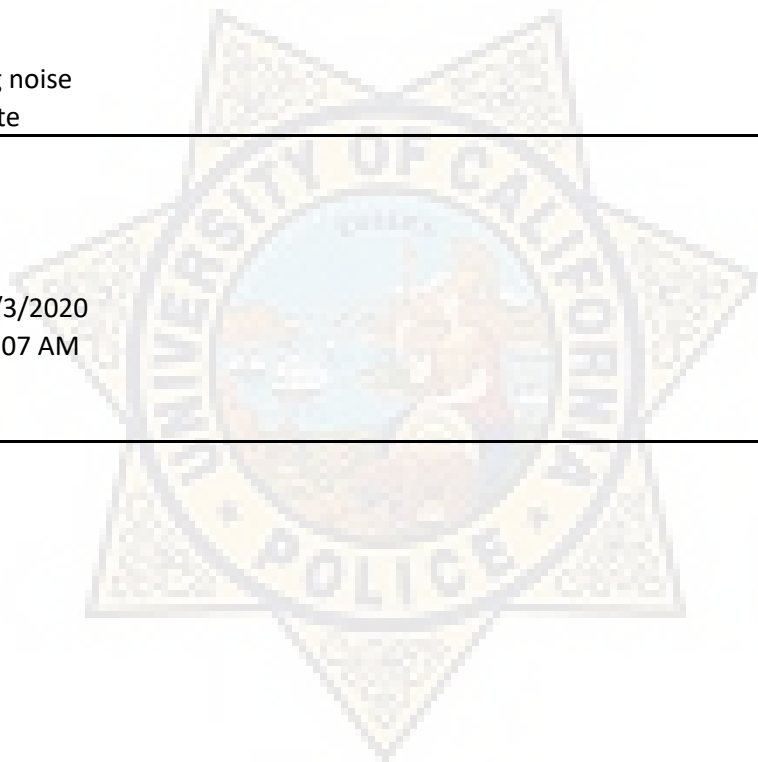 noise
te
/3/2020
07 AM
UNIVERSITY OF CALIFORNIA
• POLICE •